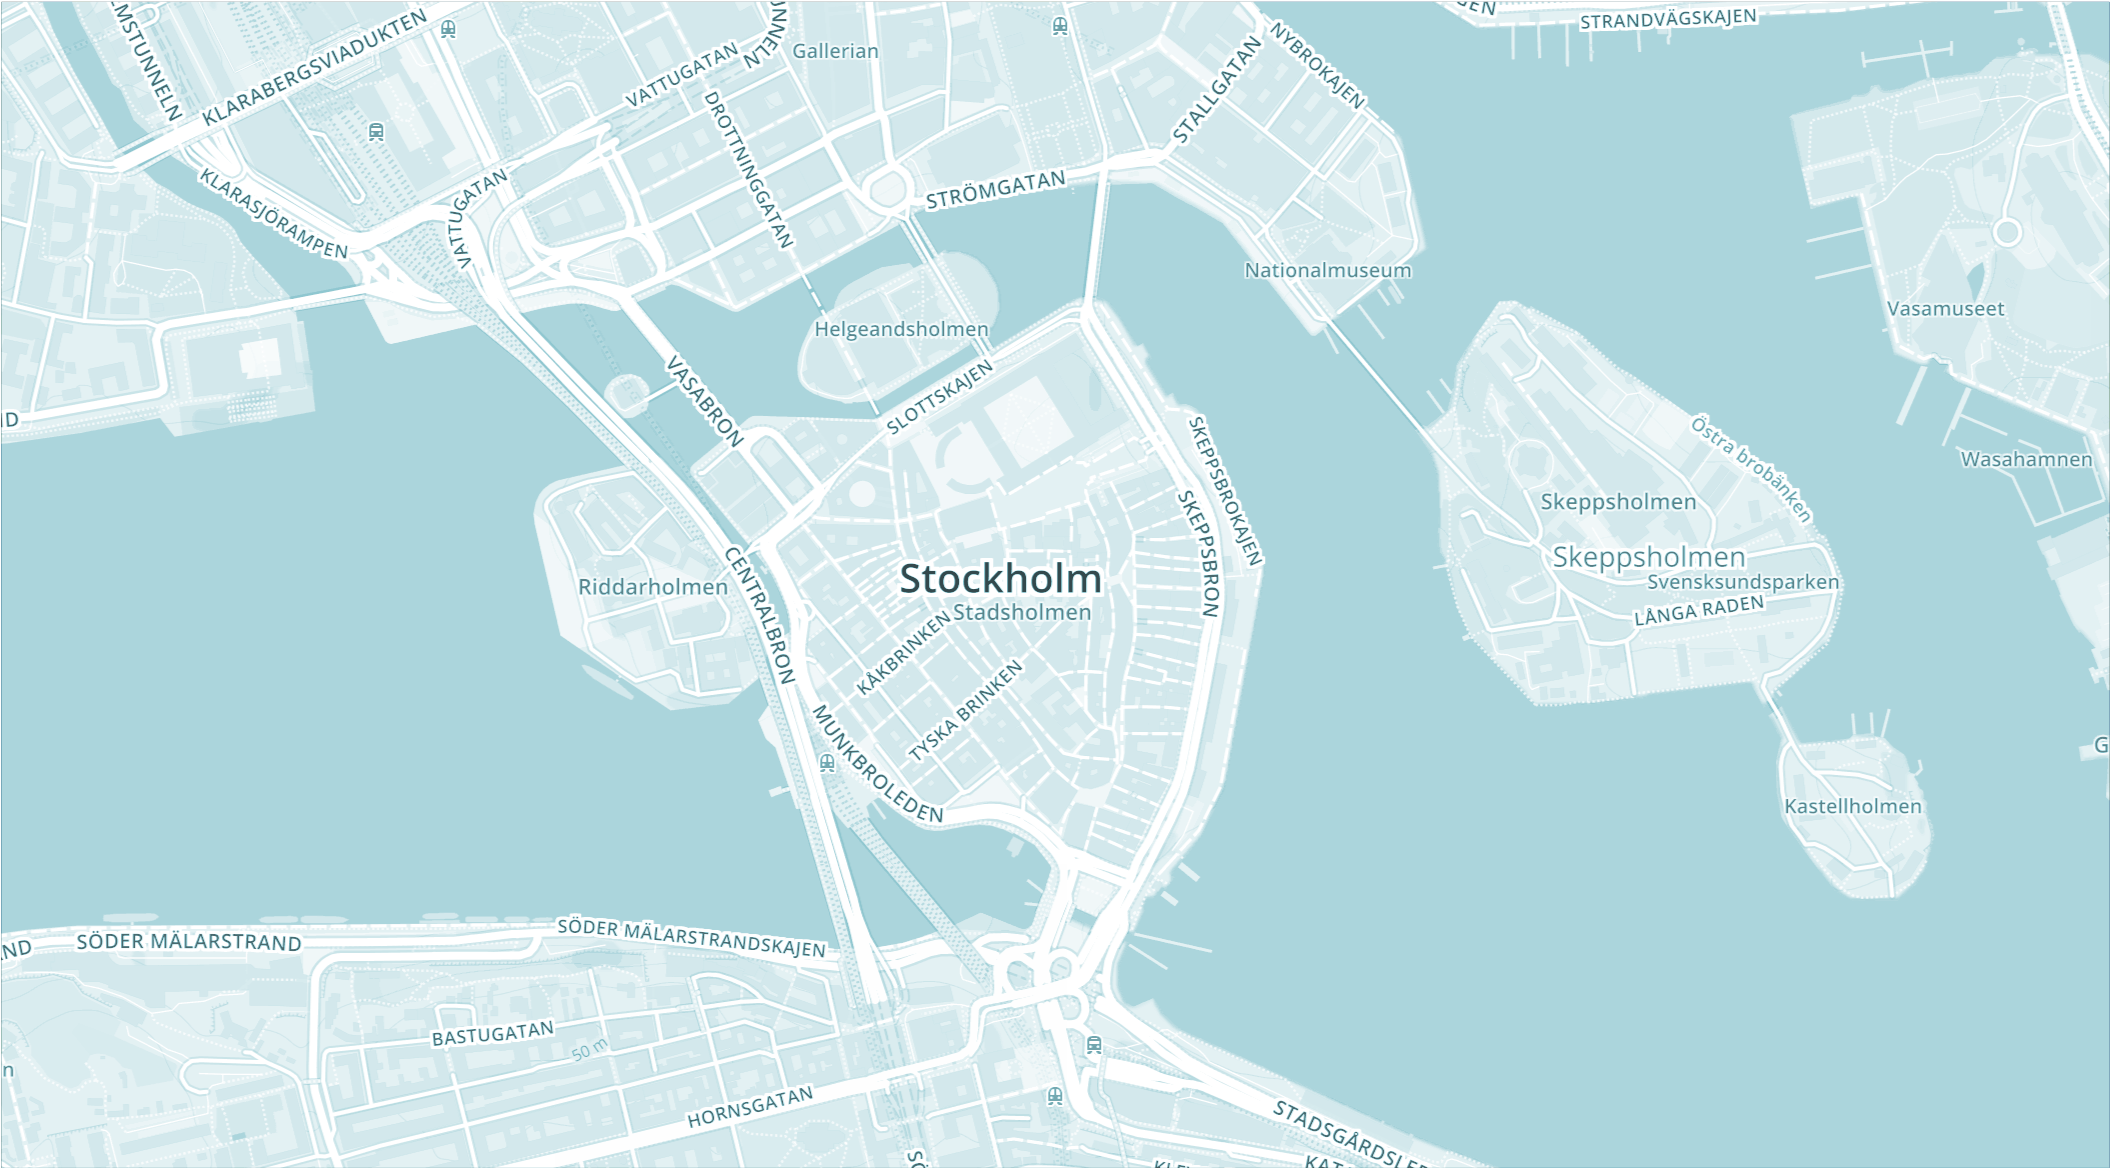 STRANDVÄGSKAJEN
KLARABERGSVIADUKTEN
VATTUGATAN
Gallerian
NYBROKAJEN
STALLGATAN
DROTTNINGGATAN
KLARASJÖRAMPEN
VATTUGATAN
STRÖMGATAN
Nationalmuseum
Vasamuseet
Helgeandsholmen
VASABRON
SLOTTSKAJEN
SKEPPSBROKAJEN
Östra brobänken
Wasahamnen
Skeppsholmen
SKEPPSBRON
Skeppsholmen
Stockholm
Riddarholmen
CENTRALBRON
Svensksundsparken
Stadsholmen
LÅNGA RADEN
KÅKBRINKEN
TYSKA BRINKEN
MUNKBROLEDEN
Kastellholmen
SÖDER MÄLARSTRAND
SÖDER MÄLARSTRANDSKAJEN
BASTUGATAN
50 m
HORNSGATAN